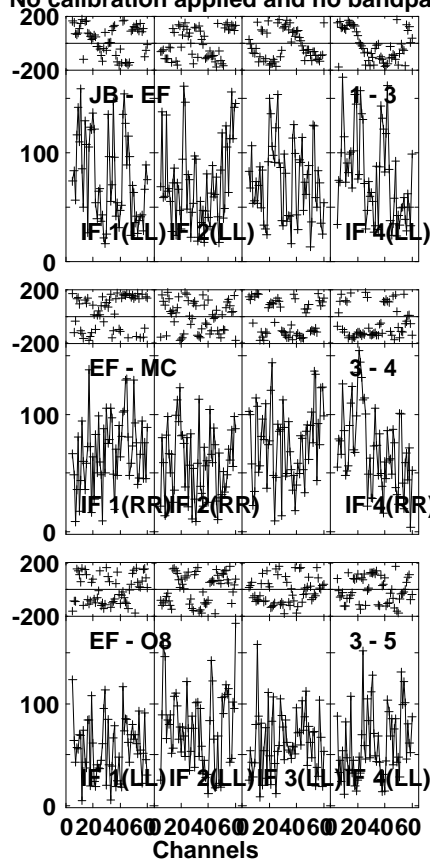 No calibration applied and no bandpa
200
-200
JB - EF
1 - 3
100
IF 1(LL) IF 2(LL) IF 4(LL)
0
200
-200
EF - MC
3 - 4
100
IF 1(RR) IF 2(RR) IF 4(RR)
0
200
-200
EF - O8
3 - 5
100
IF 1(LL) IF 2(LL) IF 3(LL) IF 4(LL)
0
0 20 40 60 0 20 40 60 0 20 40 60 0 20 40 60
Channels